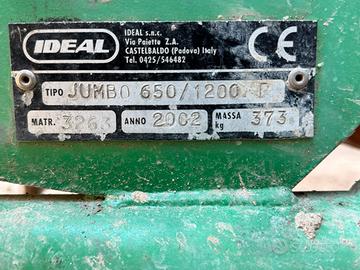 IDEAL
IDEAL s.n.c.
Via Paiette Z.A.
CASTELBALDO (Padova) Italy
Tel. 0425/546482
CE
TIPO JUMBO 650/1200
MATR. 3263 ANNO 2002 MASSA kg 373
subito